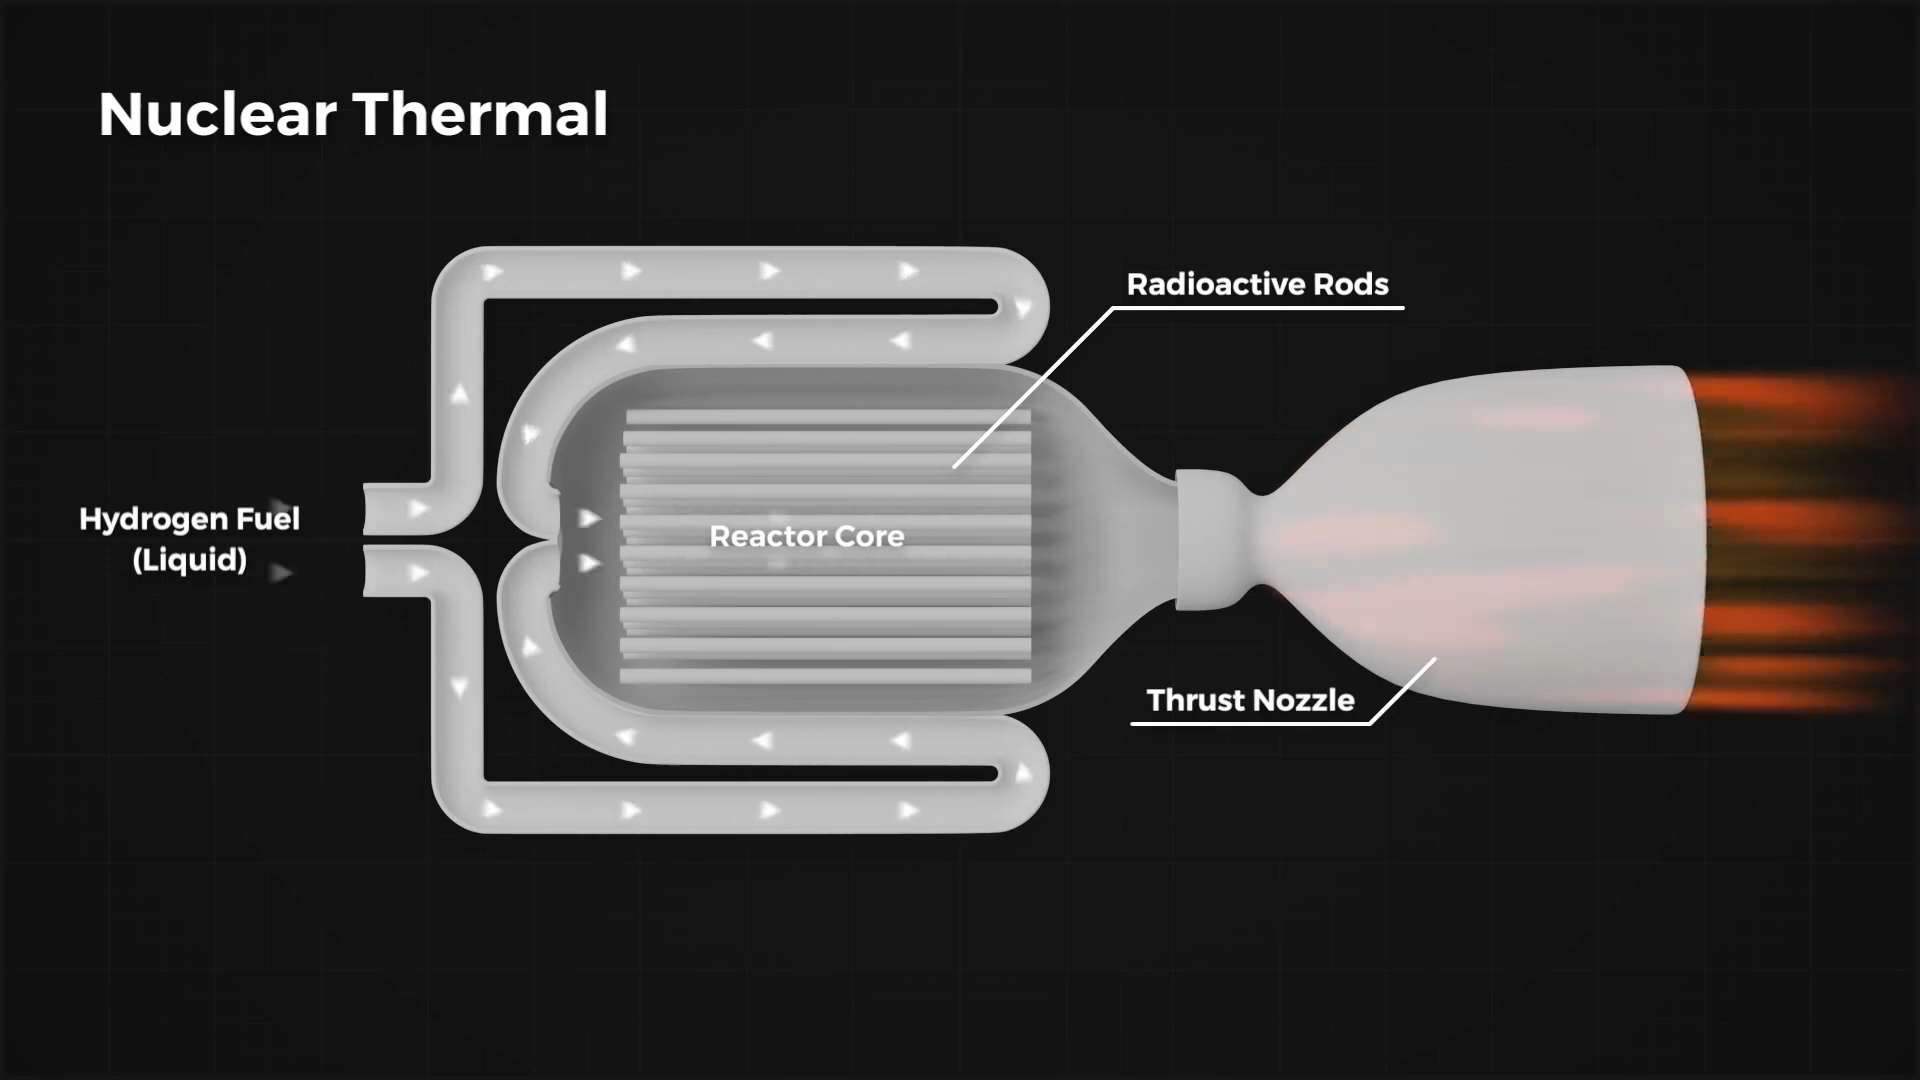 Nuclear Thermal
Radioactive Rods
Hydrogen Fuel
(Liquid)
Reactor Core
Thrust Nozzle